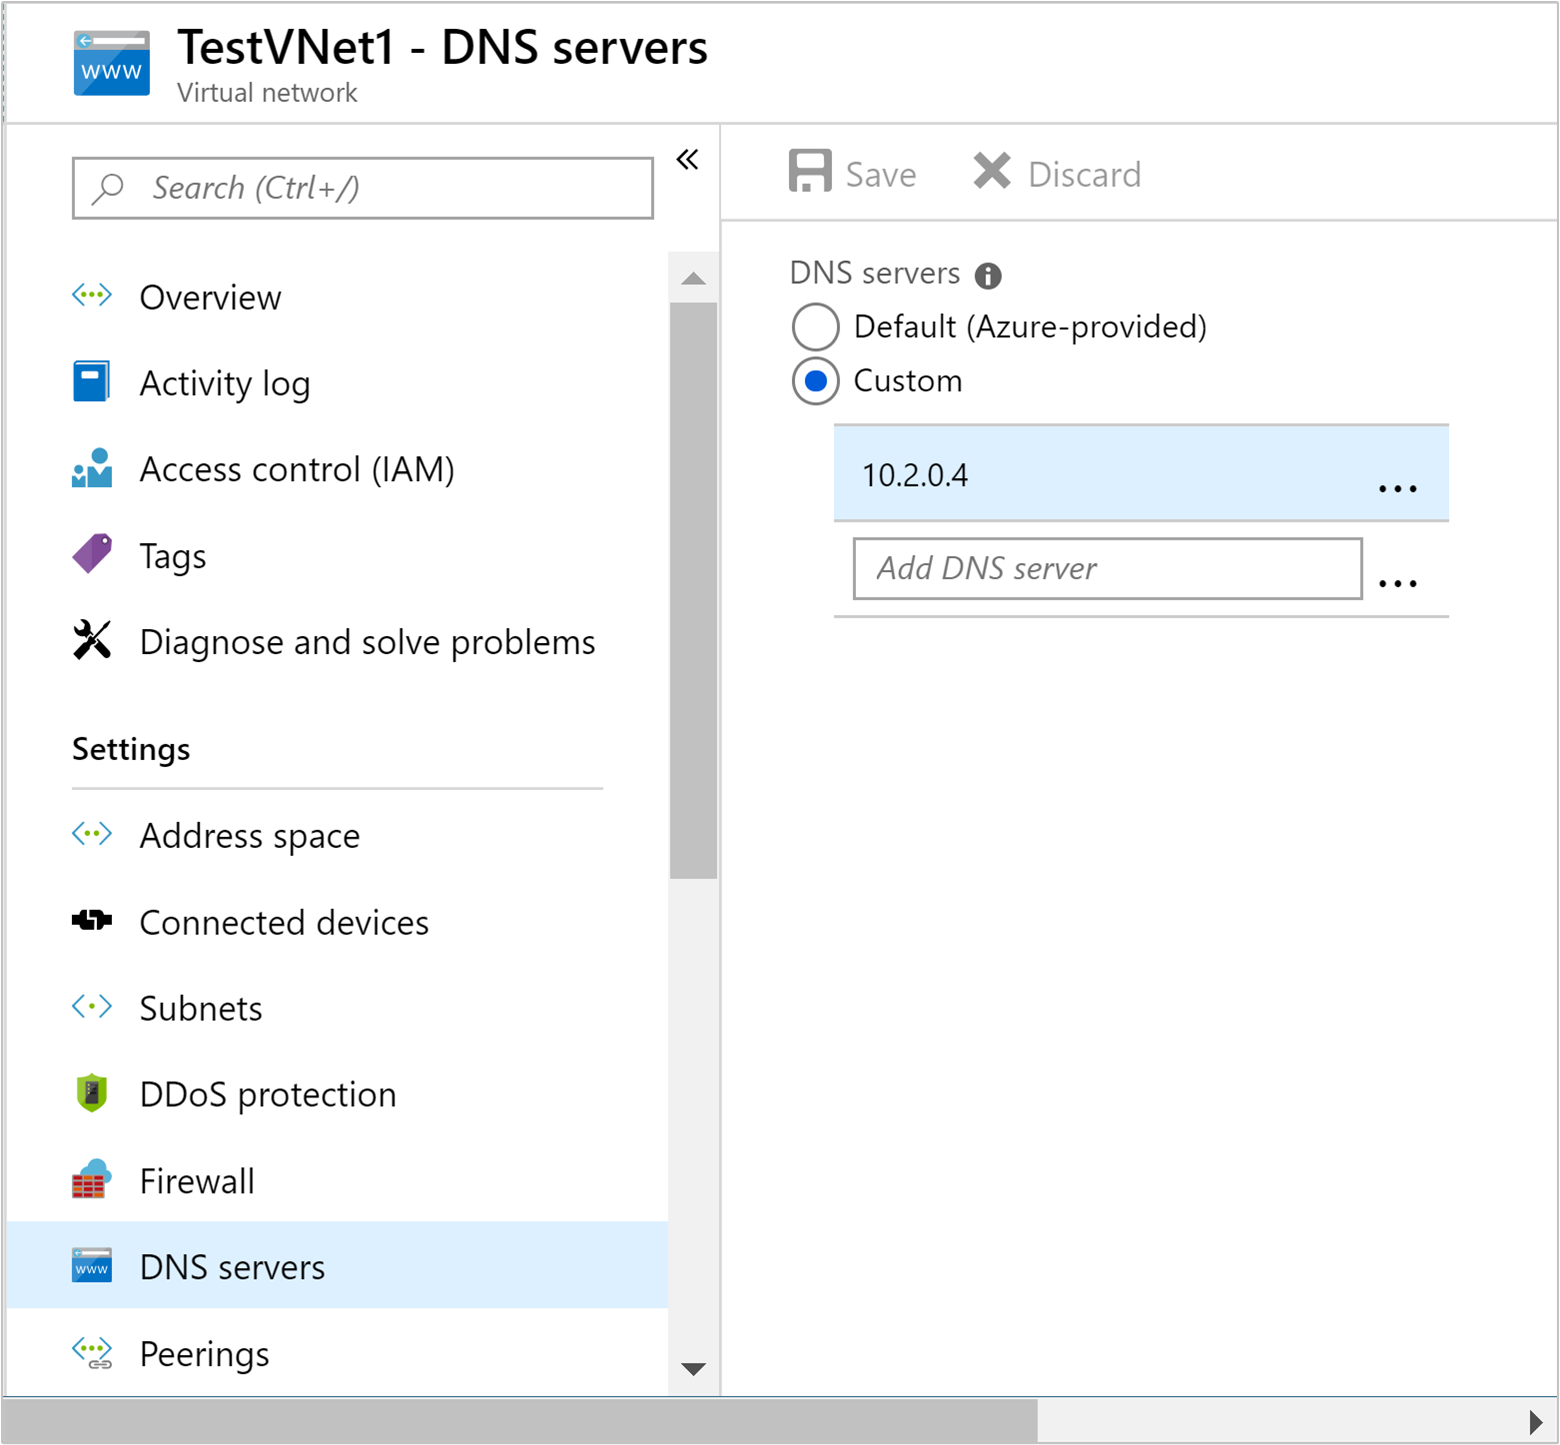 www
TestVNet1 - DNS servers
Virtual network
Search (Ctrl+/)
Overview
Activity log
Access control (IAM)
Tags
Diagnose and solve problems
Settings
Address space
Connected devices
Subnets
DDoS protection
Firewall
www
DNS servers
Peerings
Save
Discard
DNS servers
Default (Azure-provided)
Custom
10.2.0.4
...
Add DNS server
...